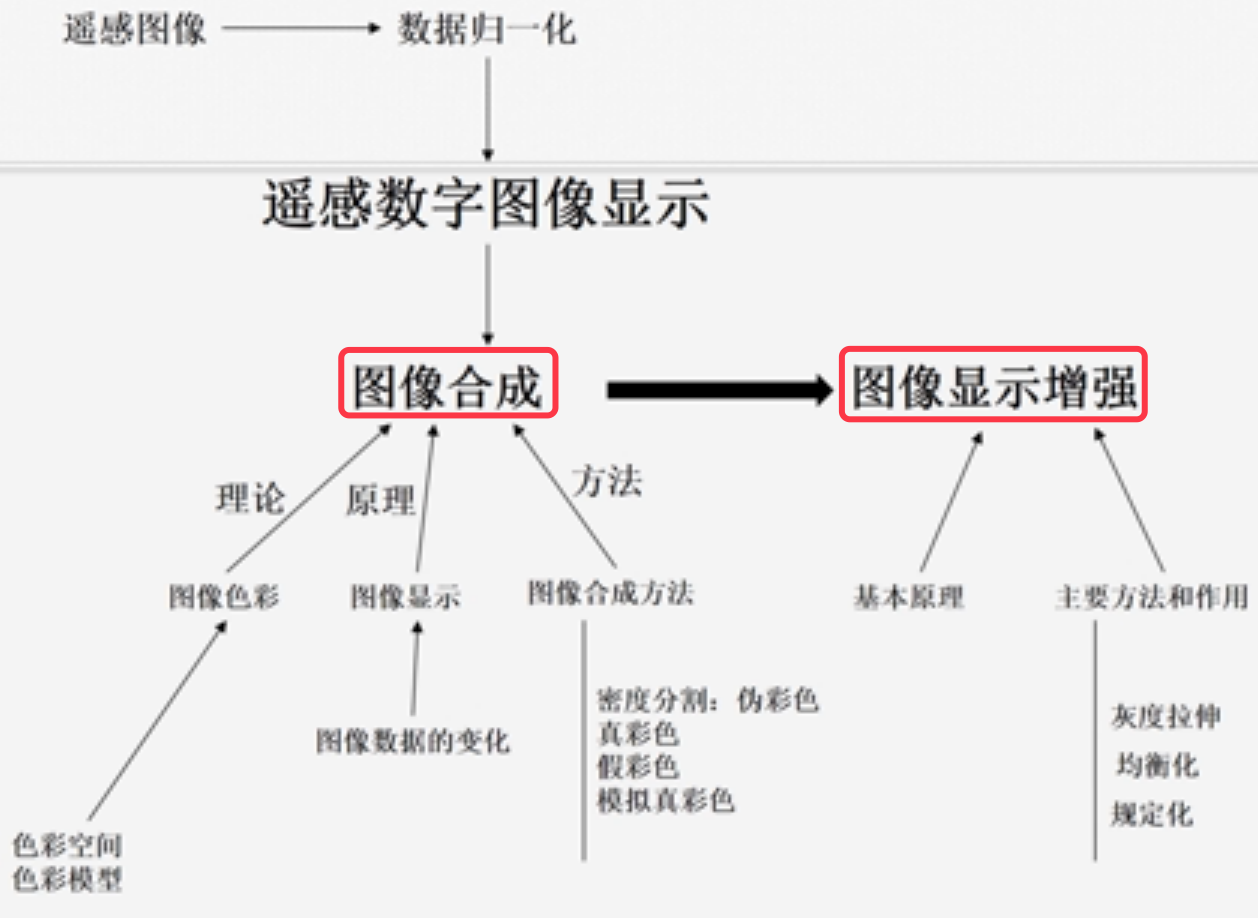 遥感图像
数据归一化
遥感数字图像显示
图像合成
图像显示增强
理论
原理
方法
图像色彩
图像显示
图像合成方法
基本原理
主要方法和作用
密度分割：伪彩色
真彩色
假彩色
模拟真彩色
灰度拉伸
均衡化
规定化
图像数据的变化
色彩空间
色彩模型